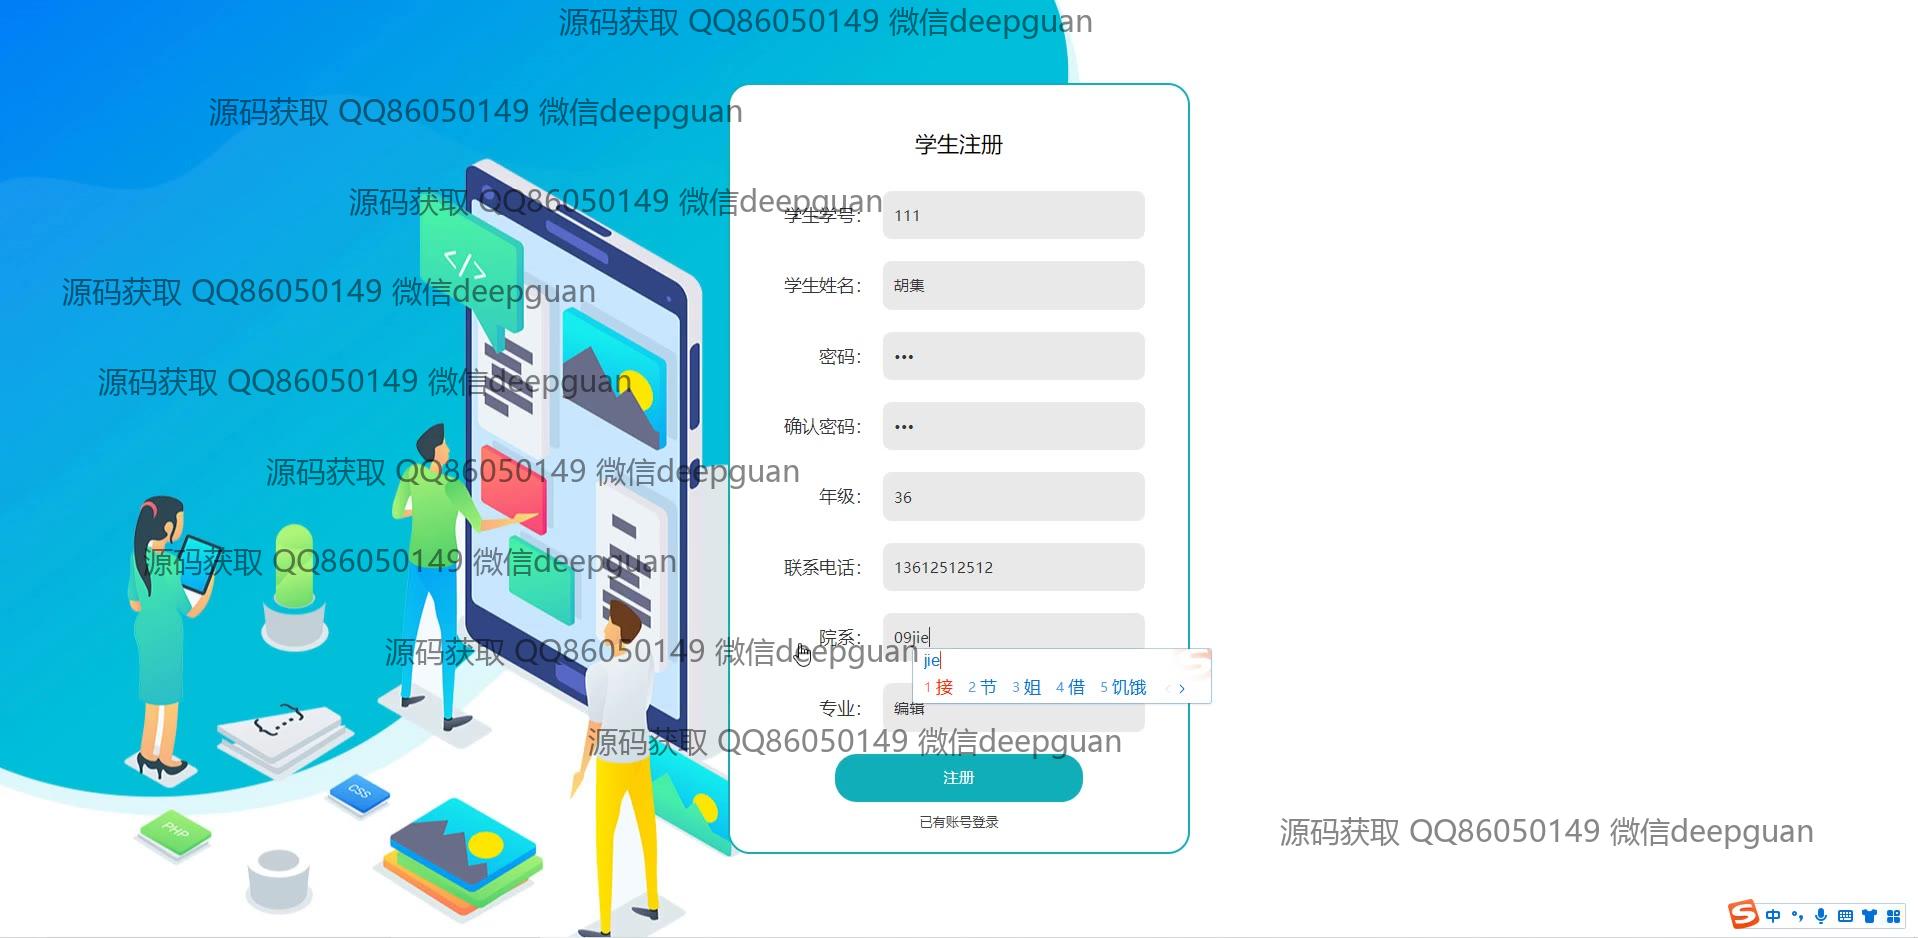 源码获取 QQ86050149 微信deepguan
源码获取 QQ86050149 微信deepguan
学生注册
源码获取 QQ86050149 微信deepguan
学生学号： 111
</>
学生姓名： 胡集
源码获取 QQ86050149 微信deepguan
密码： •••
源码获取 QQ86050149 微信deepguan
确认密码： •••
源码获取 QQ86050149 微信deepguan
年级： 36
源码获取 QQ86050149 微信deepguan
联系电话： 13612512512
院系： 09jie
源码获取 QQ86050149 微信deepguan
jie
1 接 2 节 3 姐 4 借 5 饥饿
专业： 编辑
{...}
源码获取 QQ86050149 微信deepguan
注册
CSS
已有账号登录
PHP
源码获取 QQ86050149 微信deepguan
S 中